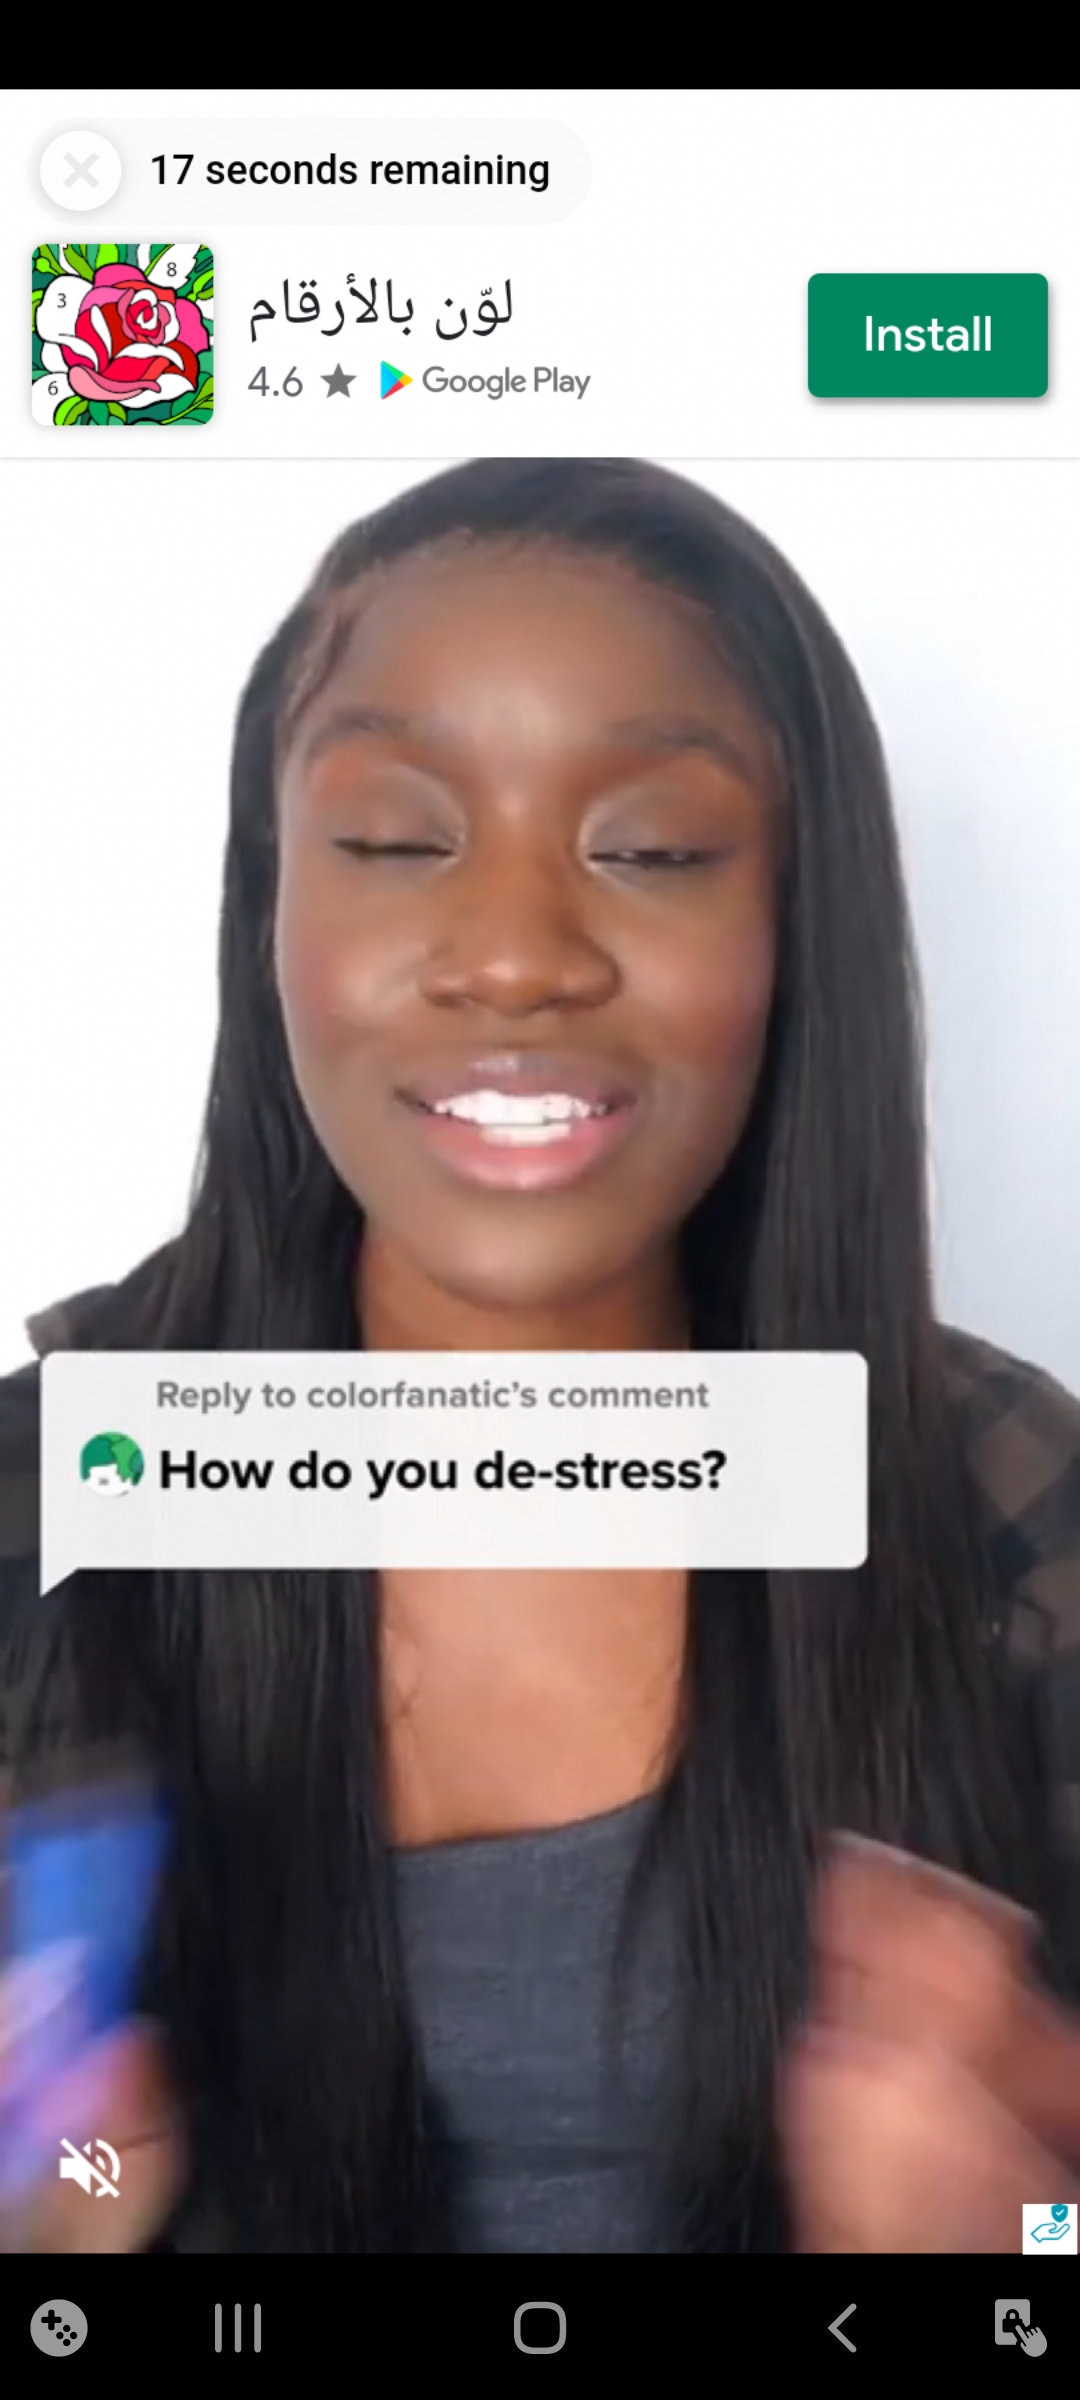 17 seconds remaining
3
8
6
لوّن بالأرقام
4.6 Google Play
Install
Reply to colorfanatic's comment
How do you de-stress?